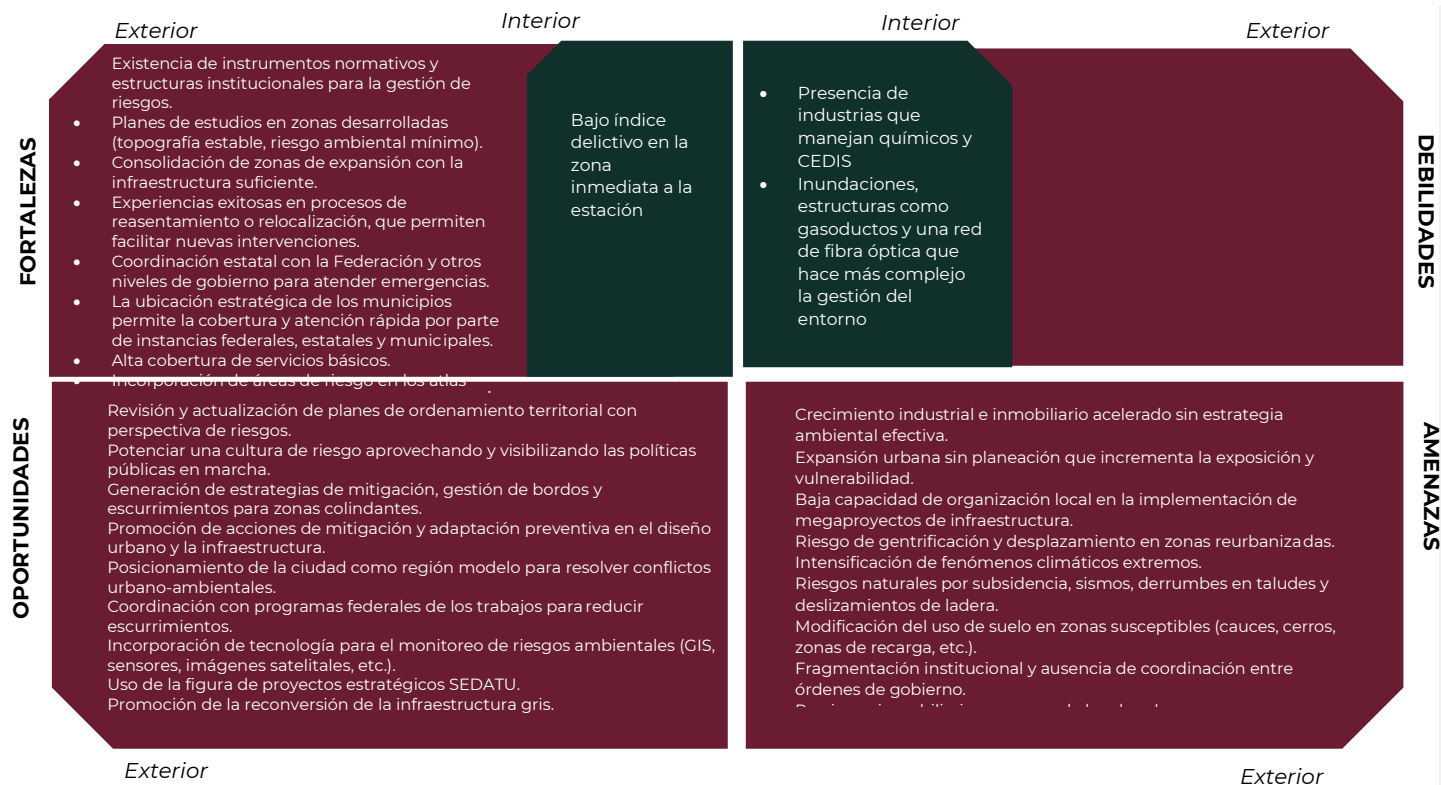 Exterior
Interior
Interior
Exterior
FORTALEZAS
Existencia de instrumentos normativos y
estructuras institucionales para la gestión de
riesgos.
• Planes de estudios en zonas desarrolladas
(topografía estable, riesgo ambiental mínimo).
• Consolidación de zonas de expansión con la
infraestructura suficiente.
• Experiencias exitosas en procesos de
reasentamiento o relocalización, que permiten
facilitar nuevas intervenciones.
• Coordinación estatal con la Federación y otros
niveles de gobierno para atender emergencias.
• La ubicación estratégica de los municipios
permite la cobertura y atención rápida por parte
de instancias federales, estatales y municipales.
• Alta cobertura de servicios básicos.
• Incorporación de áreas de riesgo en los atlas
Bajo índice
delictivo en la
zona
inmediata a la
estación
• Presencia de
industrias que
manejan químicos y
CEDIS
• Inundaciones,
estructuras como
gasoductos y una red
de fibra óptica que
hace más complejo
la gestión del
entorno
DEBILIDADES
OPORTUNIDADES
Revisión y actualización de planes de ordenamiento territorial con
perspectiva de riesgos.
Potenciar una cultura de riesgo aprovechando y visibilizando las políticas
públicas en marcha.
Generación de estrategias de mitigación, gestión de bordos y
escurrimientos para zonas colindantes.
Promoción de acciones de mitigación y adaptación preventiva en el diseño
urbano y la infraestructura.
Posicionamiento de la ciudad como región modelo para resolver conflictos
urbano-ambientales.
Coordinación con programas federales de los trabajos para reducir
escurrimientos.
Incorporación de tecnología para el monitoreo de riesgos ambientales (GIS,
sensores, imágenes satelitales, etc.).
Uso de la figura de proyectos estratégicos SEDATU.
Promoción de la reconversión de la infraestructura gris.
Crecimiento industrial e inmobiliario acelerado sin estrategia
ambiental efectiva.
Expansión urbana sin planeación que incrementa la exposición y
vulnerabilidad.
Baja capacidad de organización local en la implementación de
megaproyectos de infraestructura.
Riesgo de gentrificación y desplazamiento en zonas reurbanizadas.
Intensificación de fenómenos climáticos extremos.
Riesgos naturales por subsidencia, sismos, derrumbes en taludes y
deslizamientos de ladera.
Modificación del uso de suelo en zonas susceptibles (cauces, cerros,
zonas de recarga, etc.).
Fragmentación institucional y ausencia de coordinación entre
órdenes de gobierno.
AMENAZAS
Exterior
Exterior